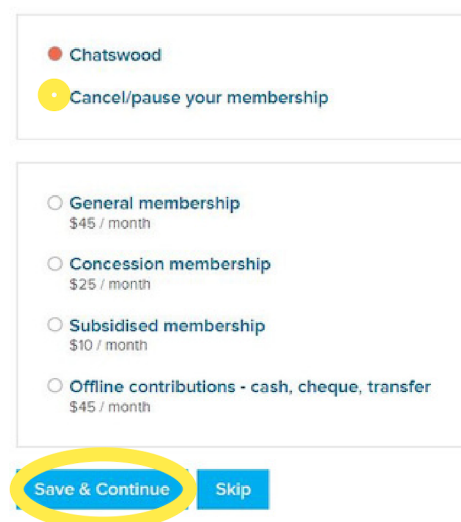 Chatswood
Cancel/pause your membership
General membership
$45 / month
Concession membership
$25 / month
Subsidised membership
$10 / month
Offline contributions - cash, cheque, transfer
$45 / month
Save & Continue
Skip